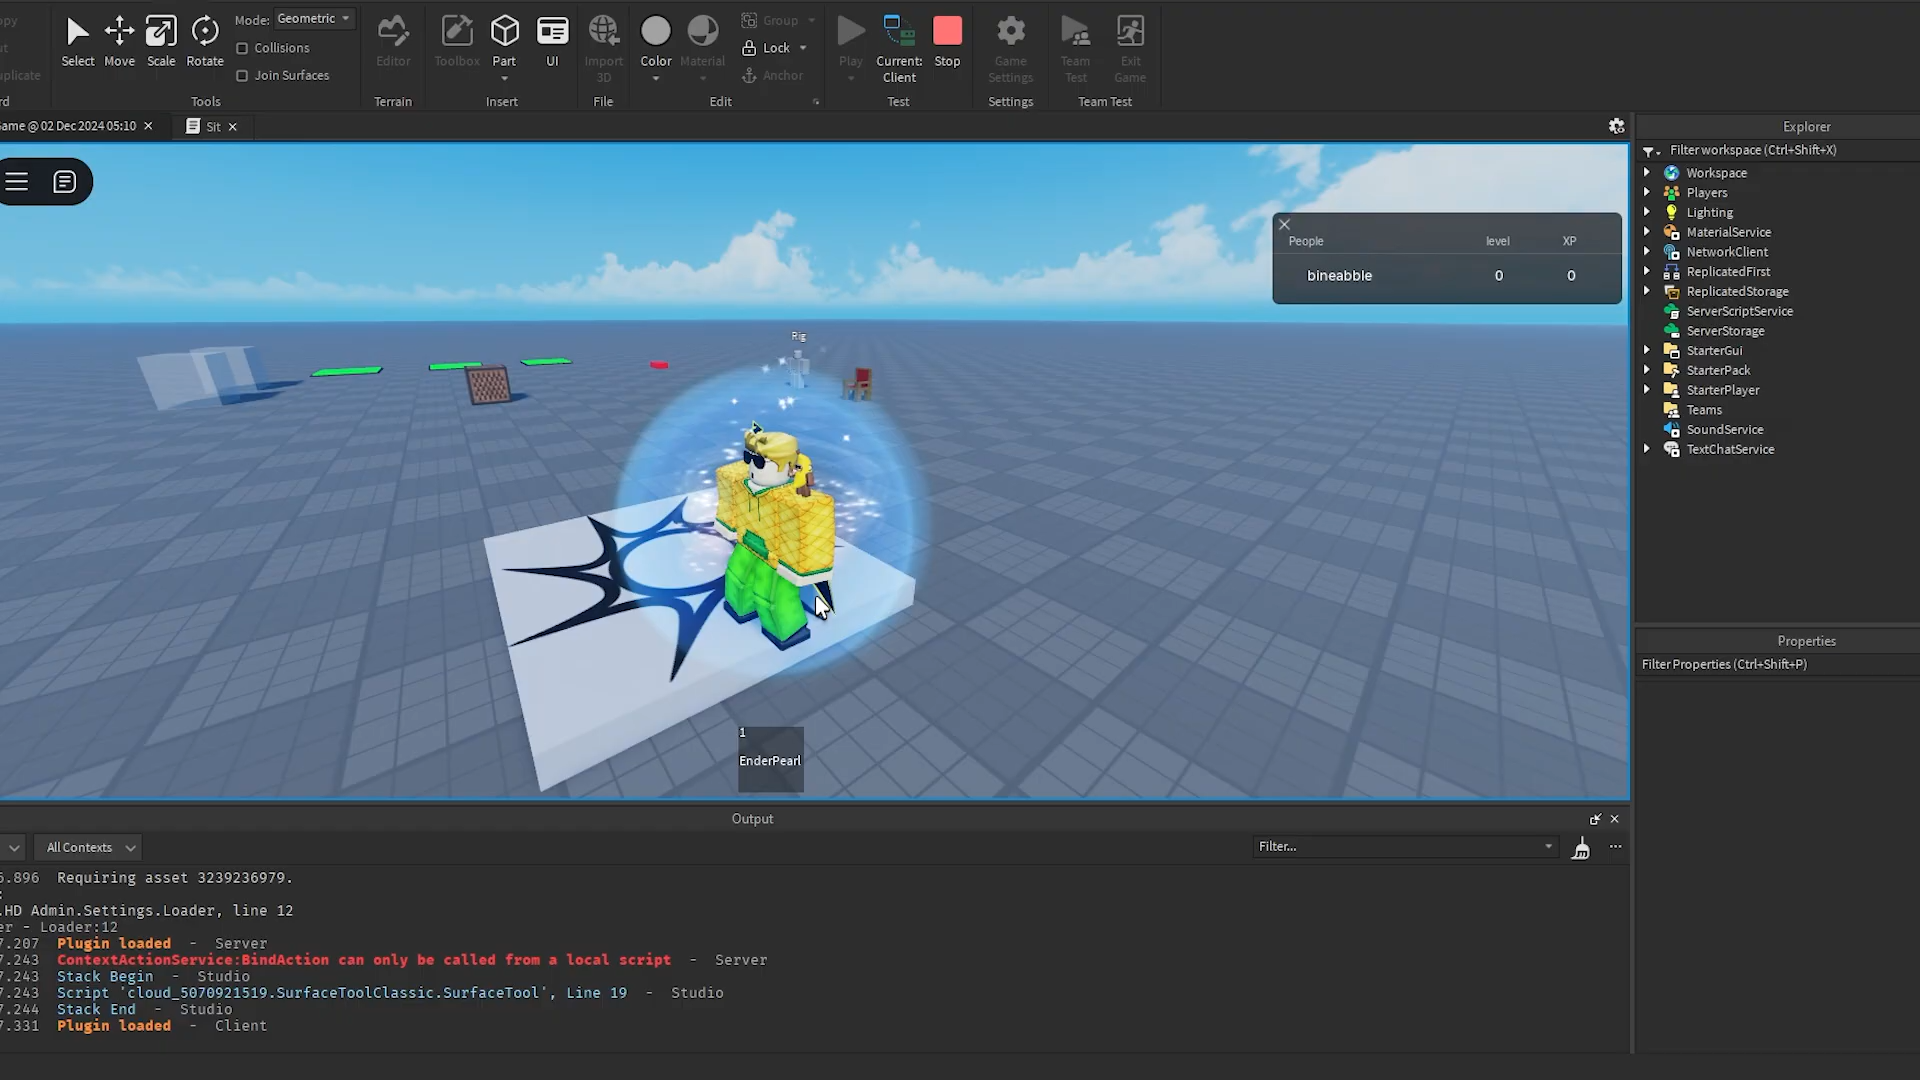 opy
Mode: Geometric
Group
Collisions
Lock
ut
Select Move Scale Rotate
Editor Toolbox Part UI Import 3D
Color Material
Play Current: Client Stop
Game Settings
Team Test
Exit Game
uplicate
Join Surfaces
Anchor
rd
Tools Terrain Insert File Edit Test Settings Team Test
ame @ 02 Dec 2024 05:10
Sit
Explorer
Filter workspace (Ctrl+Shift+X)
Workspace
Players
Lighting
MaterialService
NetworkClient
ReplicatedFirst
ReplicatedStorage
ServerScriptService
ServerStorage
StarterGui
StarterPack
StarterPlayer
Teams
SoundService
TextChatService
People level XP
bineabble 0 0
Rig
1
EnderPearl
Properties
Filter Properties (Ctrl+Shift+P)
Output
All Contexts
Filter...
6.896 Requiring asset 3239236979.
:
.HD Admin.Settings.Loader, line 12
er - Loader:12
7.207 Plugin loaded - Server
7.243 ContextActionService:BindAction can only be called from a local script - Server
7.243 Stack Begin - Studio
7.243 Script 'cloud_5070921519.SurfaceToolClassic.SurfaceTool', Line 19 - Studio
7.244 Stack End - Studio
7.331 Plugin loaded - Client